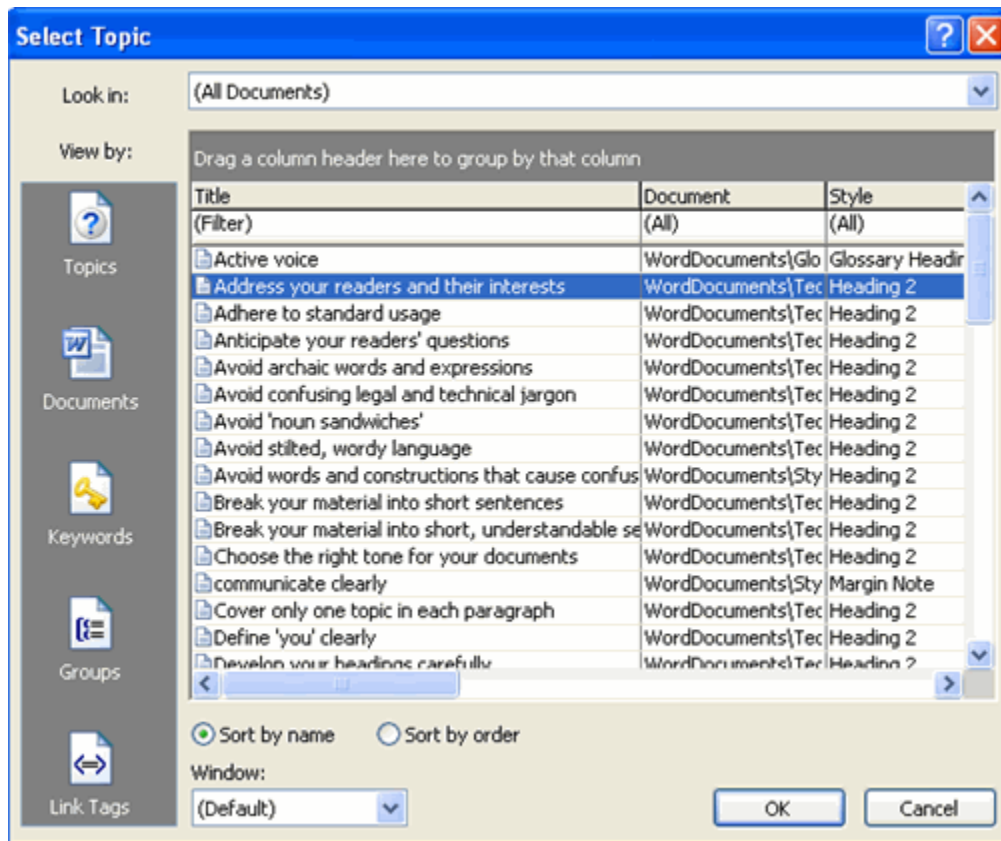 Select Topic
Look in: (All Documents)
View by:
Drag a column header here to group by that column
Title Document Style
(Filter) (All) (All)
Active voice WordDocuments\Glo Glossary Headin
Address your readers and their interests WordDocuments\Tec Heading 2
Adhere to standard usage WordDocuments\Tec Heading 2
Anticipate your readers' questions WordDocuments\Tec Heading 2
Avoid archaic words and expressions WordDocuments\Tec Heading 2
Avoid confusing legal and technical jargon WordDocuments\Tec Heading 2
Avoid 'noun sandwiches' WordDocuments\Tec Heading 2
Avoid stilted, wordy language WordDocuments\Tec Heading 2
Avoid words and constructions that cause confus WordDocuments\Sty Heading 2
Break your material into short sentences WordDocuments\Tec Heading 2
Break your material into short, understandable se WordDocuments\Tec Heading 2
Choose the right tone for your documents WordDocuments\Tec Heading 2
communicate clearly WordDocuments\Sty Margin Note
Cover only one topic in each paragraph WordDocuments\Tec Heading 2
Define 'you' clearly WordDocuments\Tec Heading 2
Develop your headings carefully WordDocuments\Tec Heading 2
Topics
Documents
Keywords
Groups
Link Tags
Sort by name Sort by order
Window:
(Default)
OK Cancel